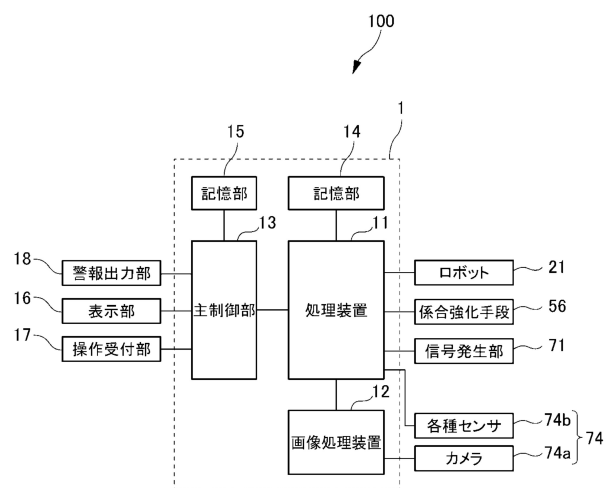 100
1
15
14
記憶部
記憶部
13
11
18
警報出力部
ロボット
21
16
表示部
主制御部
処理装置
係合強化手段
56
17
操作受付部
信号発生部
71
12
画像処理装置
各種センサ
74b
74
カメラ
74a